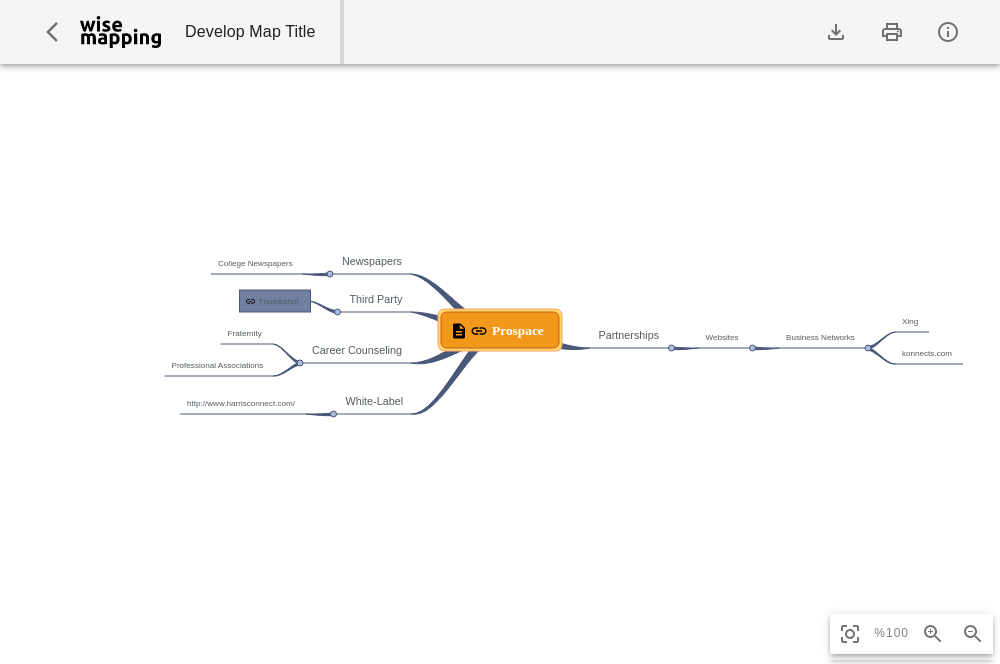 wise
mapping
Develop Map Title
College Newspapers
Newspapers
Thumbshot
Third Party
Fraternity
Career Counseling
Professional Associations
http://www.harrisconnect.com/
White-Label
Prospace
Partnerships
Websites
Business Networks
Xing
konnects.com
%100